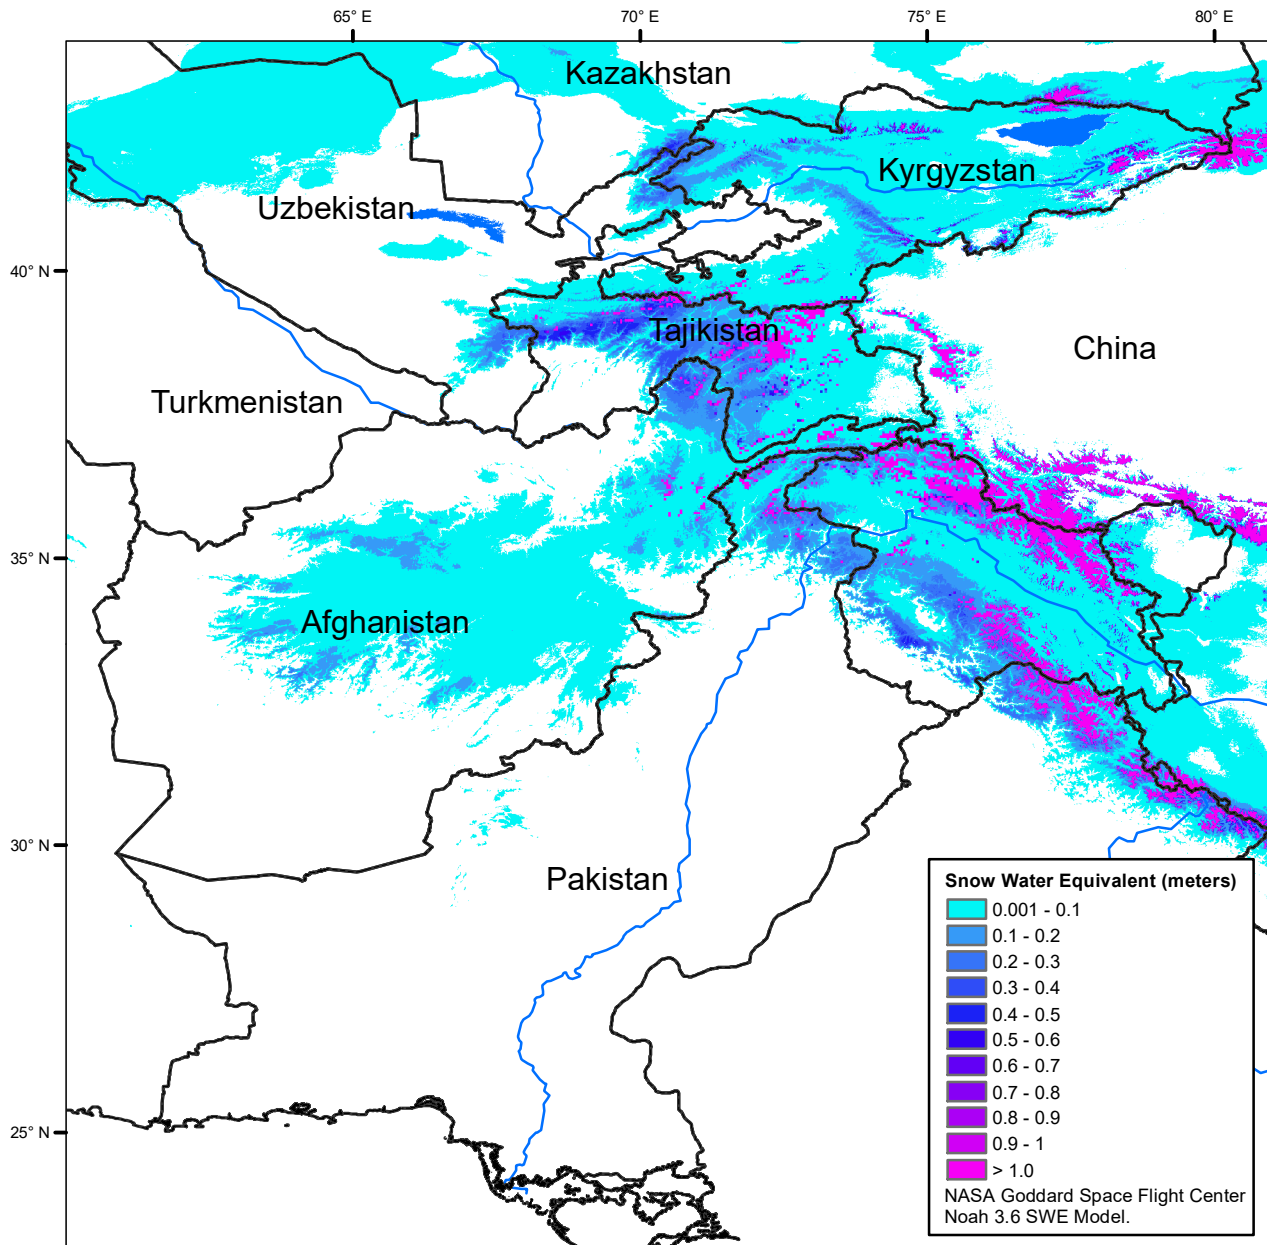 65° E
70° E
75° E
80° E
Kazakhstan
Kyrgyzstan
Uzbekistan
40° N
Tajikistan
China
Turkmenistan
35° N
Afghanistan
30° N
Pakistan
25° N
Snow Water Equivalent (meters)
0.001 - 0.1
0.1 - 0.2
0.2 - 0.3
0.3 - 0.4
0.4 - 0.5
0.5 - 0.6
0.6 - 0.7
0.7 - 0.8
0.8 - 0.9
0.9 - 1
> 1.0
NASA Goddard Space Flight Center
Noah 3.6 SWE Model.